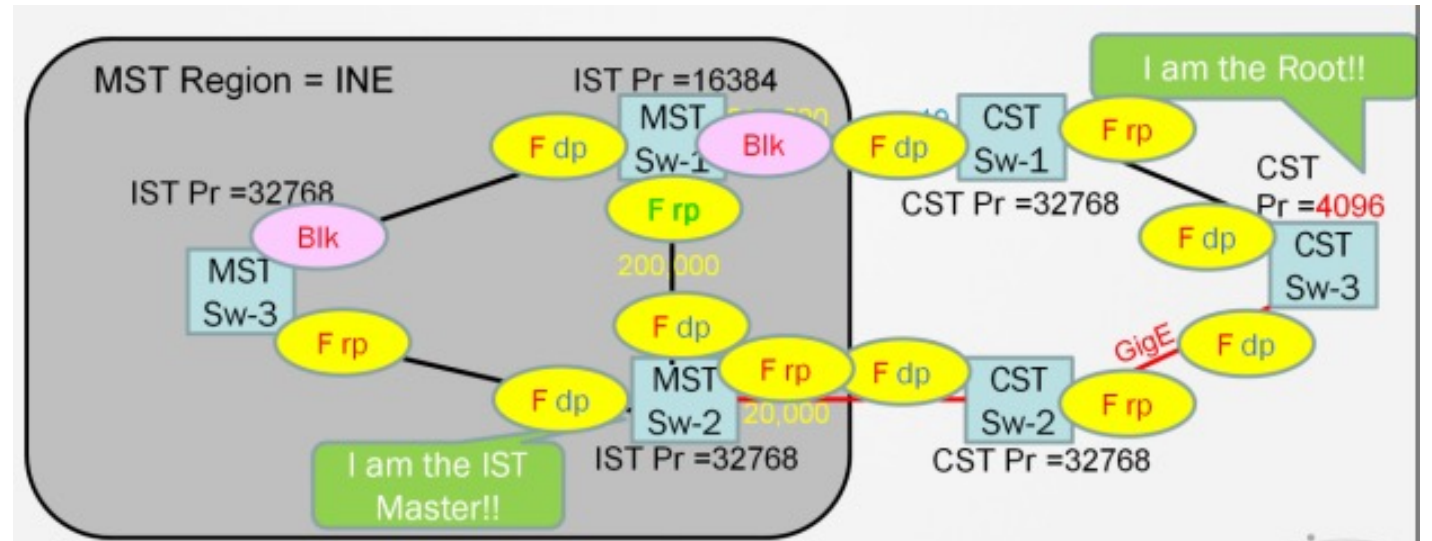 MST Region = INE
IST Pr =16384
I am the Root!!
MST
Sw-1
Blk
F dp
CST
Sw-1
F rp
F dp
IST Pr =32768
CST Pr =32768
CST
Pr =4096
F rp
Blk
F dp
MST
Sw-3
200,000
CST
Sw-3
F rp
F dp
GigE
F dp
F dp
MST
Sw-2
F rp
F dp
CST
Sw-2
F rp
20,000
I am the IST
Master!!
IST Pr =32768
CST Pr =32768